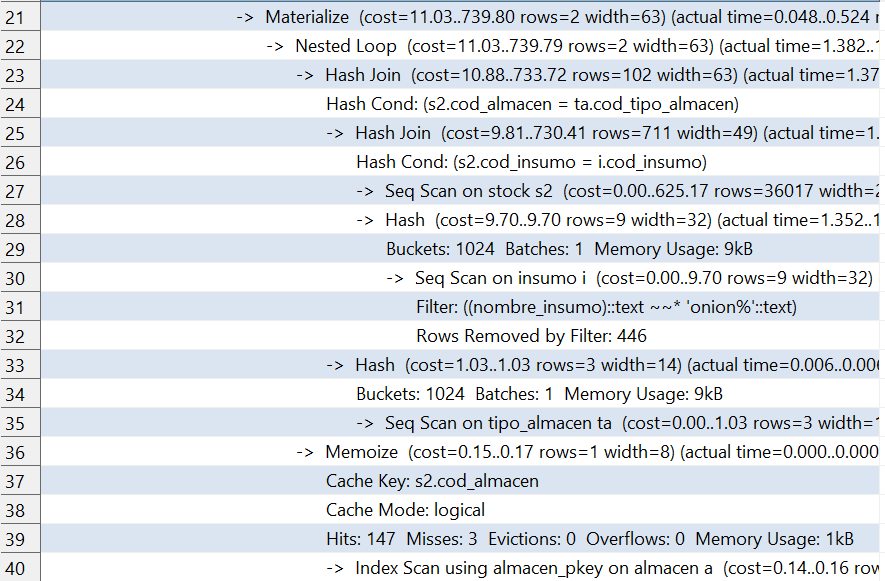 21 -> Materialize (cost=11.03..739.80 rows=2 width=63) (actual time=0.048..0.524
22 -> Nested Loop (cost=11.03..739.79 rows=2 width=63) (actual time=1.382..1
23 -> Hash Join (cost=10.88..733.72 rows=102 width=63) (actual time=1.37
24 Hash Cond: (s2.cod_almacen = ta.cod_tipo_almacen)
25 -> Hash Join (cost=9.81..730.41 rows=711 width=49) (actual time=1.
26 Hash Cond: (s2.cod_insumo = i.cod_insumo)
27 -> Seq Scan on stock s2 (cost=0.00..625.17 rows=36017 width=2
28 -> Hash (cost=9.70..9.70 rows=9 width=32) (actual time=1.352..1
29 Buckets: 1024 Batches: 1 Memory Usage: 9kB
30 -> Seq Scan on insumo i (cost=0.00..9.70 rows=9 width=32)
31 Filter: ((nombre_insumo)::text ~~* 'onion%'::text)
32 Rows Removed by Filter: 446
33 -> Hash (cost=1.03..1.03 rows=3 width=14) (actual time=0.006..0.006
34 Buckets: 1024 Batches: 1 Memory Usage: 9kB
35 -> Seq Scan on tipo_almacen ta (cost=0.00..1.03 rows=3 width=1
36 -> Memoize (cost=0.15..0.17 rows=1 width=8) (actual time=0.000..0.000
37 Cache Key: s2.cod_almacen
38 Cache Mode: logical
39 Hits: 147 Misses: 3 Evictions: 0 Overflows: 0 Memory Usage: 1kB
40 -> Index Scan using almacen_pkey on almacen a (cost=0.14..0.16 row